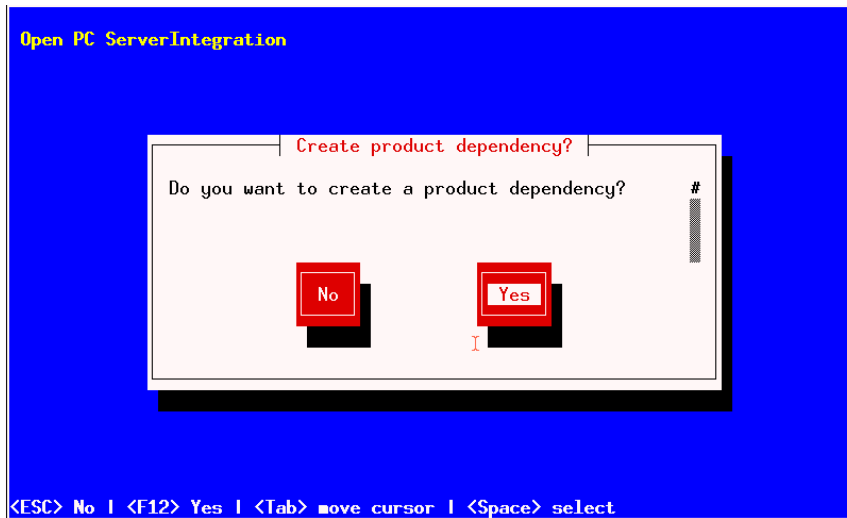 Open PC ServerIntegration
Create product dependency?
Do you want to create a product dependency? #
No Yes
<ESC> No | <F12> Yes | <Tab> move cursor | <Space> select